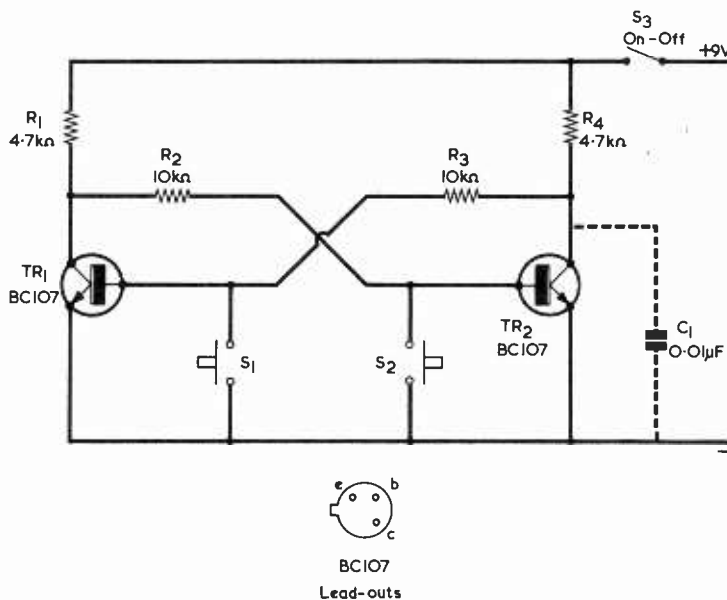 S3
On-Off
+9V
R1
4·7kΩ
R4
4·7kΩ
R2
10kΩ
R3
10kΩ
TR1
BC107
TR2
BC107
S1
S2
C1
0·01μF
–
e
b
c
BC107
Lead-outs